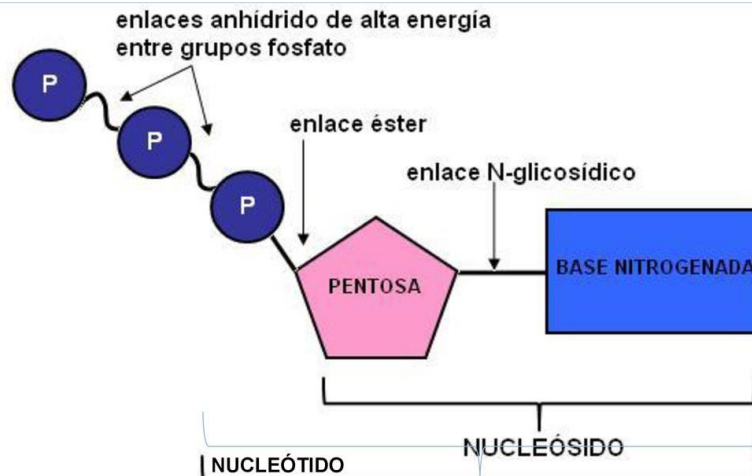 enlaces anhídrido de alta energía
entre grupos fosfato
P
P
P
enlace éster
enlace N-glicosídico
PENTOSA
BASE NITROGENADA
NUCLEÓSIDO
NUCLEÓTIDO